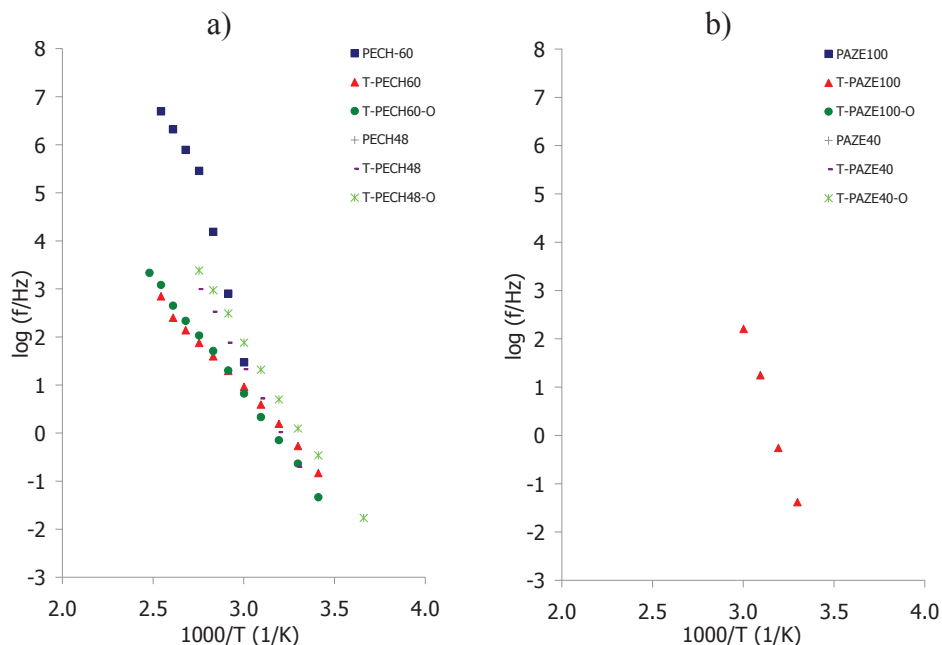 a)
8
7
6
5
4
3
2
1
0
-1
-2
-3
log (f/Hz)
2.0 2.5 3.0 3.5 4.0
1000/T (1/K)
PECH-60
T-PECH60
T-PECH60-O
PECH48
T-PECH48
T-PECH48-O
b)
8
7
6
5
4
3
2
1
0
-1
-2
-3
log (f/Hz)
2.0 2.5 3.0 3.5 4.0
1000/T (1/K)
PAZE100
T-PAZE100
T-PAZE100-O
PAZE40
T-PAZE40
T-PAZE40-O